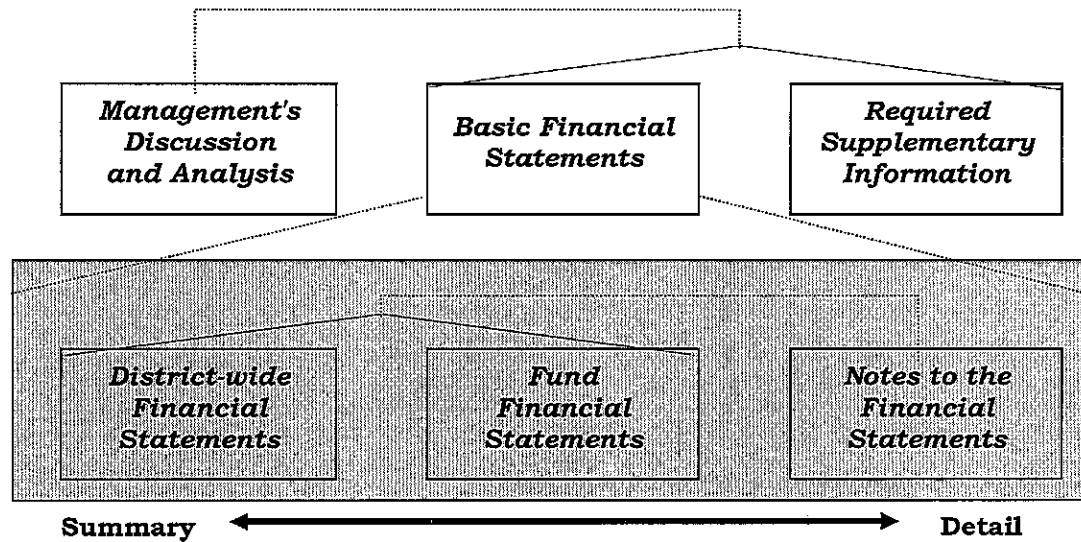 Management's
Discussion
and Analysis
Basic Financial
Statements
Required
Supplementary
Information
District-wide
Financial
Statements
Fund
Financial
Statements
Notes to the
Financial
Statements
Summary
Detail